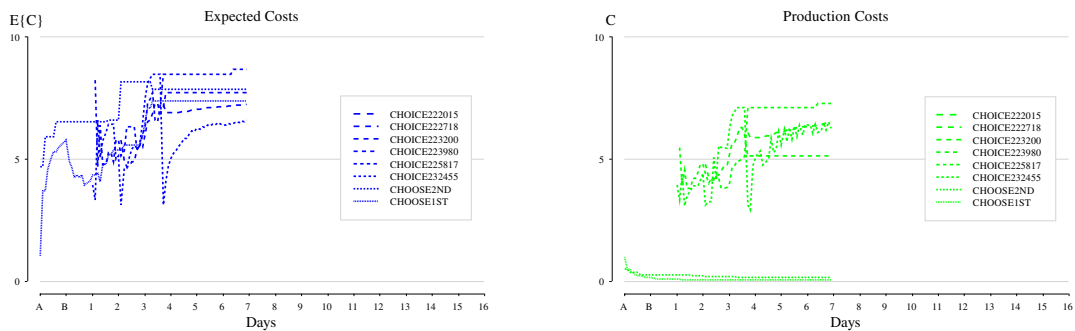 Expected Costs
E{C}
10
5
0
CHOICE222015
CHOICE222718
CHOICE223200
CHOICE223980
CHOICE225817
CHOICE232455
CHOOSE2ND
CHOOSE1ST
A B 1 2 3 4 5 6 7 8 9 10 11 12 13 14 15 16
Days
Production Costs
C
10
5
0
CHOICE222015
CHOICE222718
CHOICE223200
CHOICE223980
CHOICE225817
CHOICE232455
CHOOSE2ND
CHOOSE1ST
A B 1 2 3 4 5 6 7 8 9 10 11 12 13 14 15 16
Days